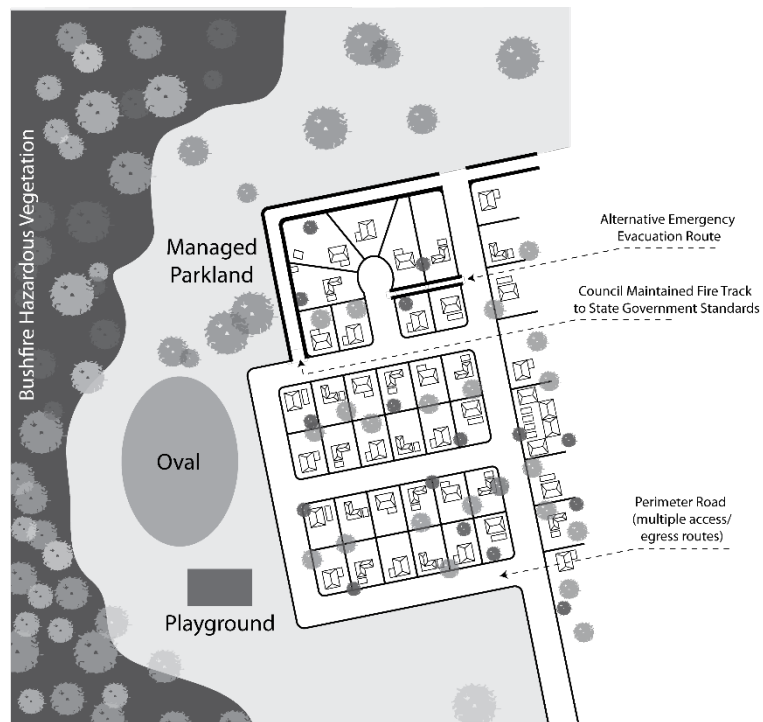 Bushfire Hazardous Vegetation
Managed
Parkland
Alternative Emergency
Evacuation Route
Council Maintained Fire Track
to State Government Standards
Oval
Perimeter Road
(multiple access/
egress routes)
Playground